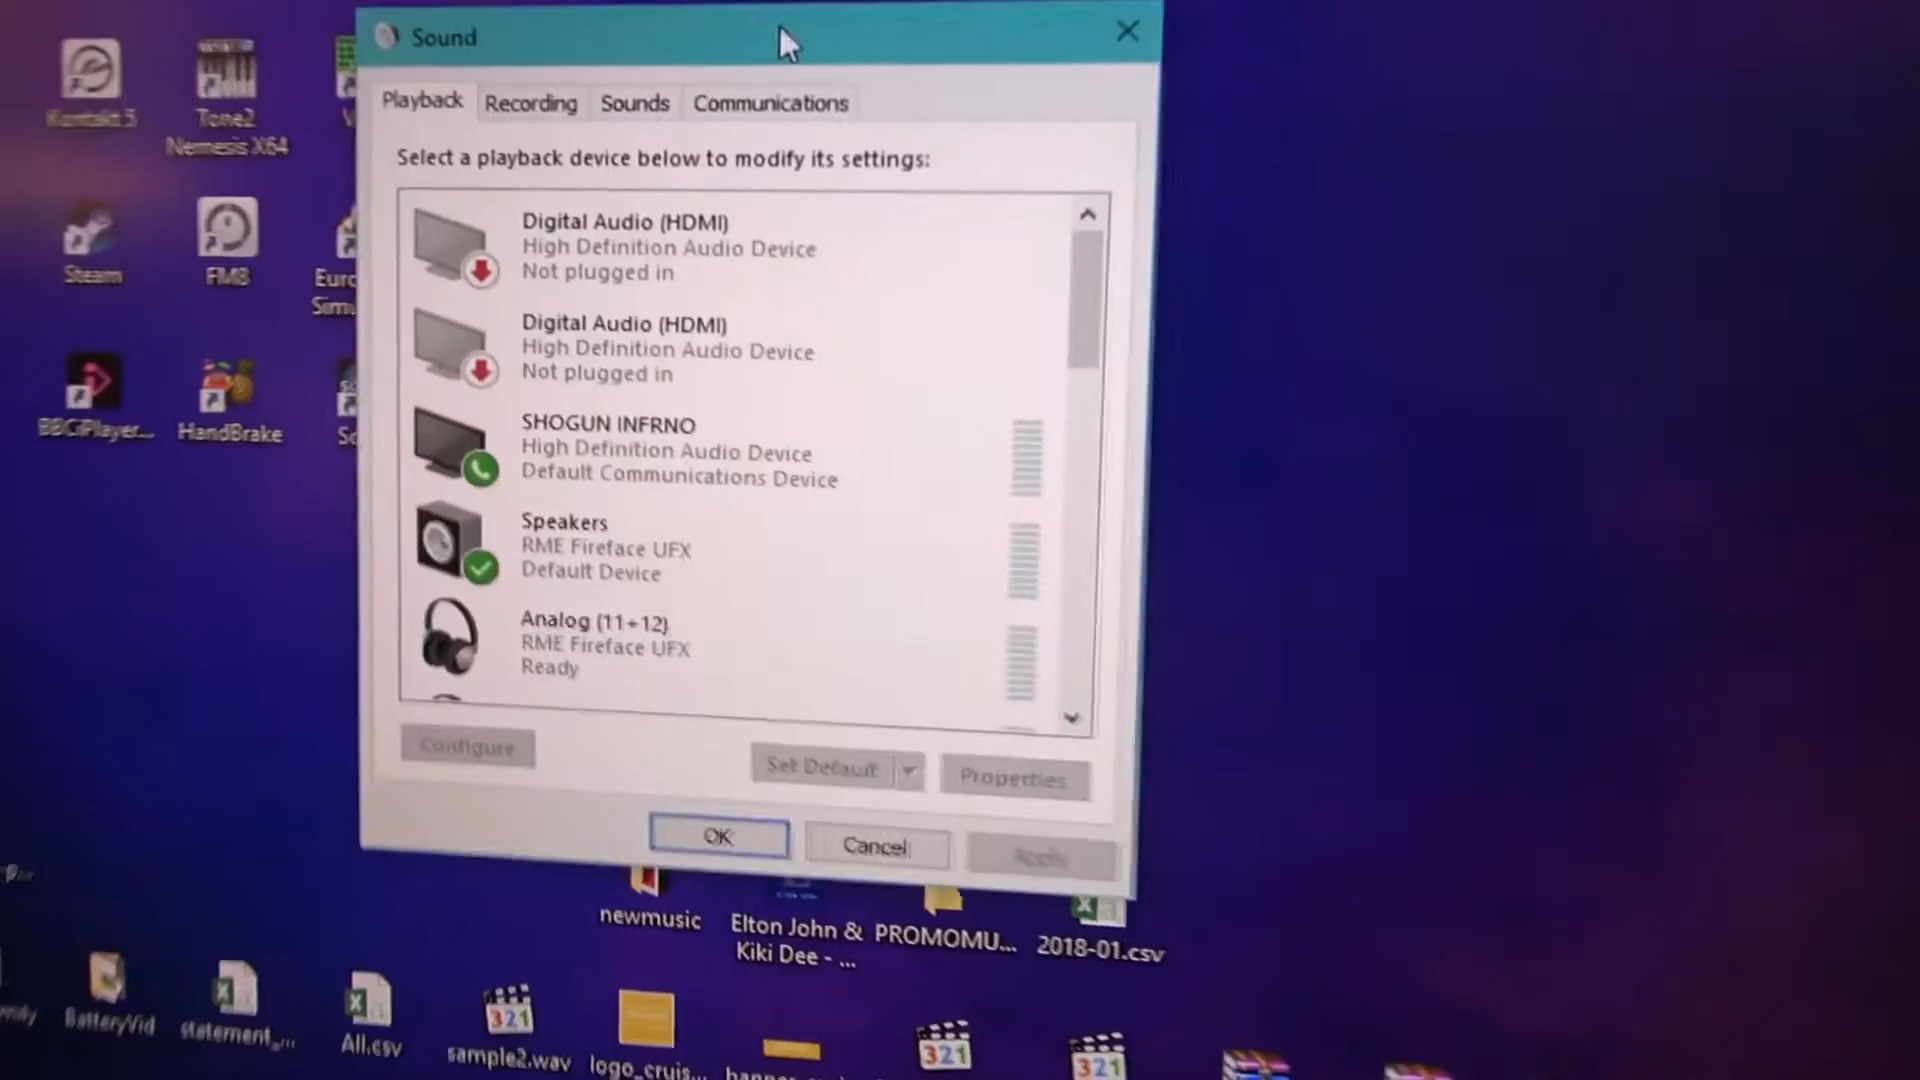 Sound
Playback
Recording
Sounds
Communications
Select a playback device below to modify its settings:
Digital Audio (HDMI)
High Definition Audio Device
Not plugged in
Digital Audio (HDMI)
High Definition Audio Device
Not plugged in
SHOGUN INFRNO
High Definition Audio Device
Default Communications Device
Speakers
RME Fireface UFX
Default Device
Analog (11+12)
RME Fireface UFX
Ready
Configure
Set Default
Properties
OK
Cancel
Apply
Kontakt 5
Tone2
Nemesis X64
Steam
FM8
Euro
Simu
BBCiPlayer...
HandBrake
newmusic
Elton John &
Kiki Dee - ...
PROMOMU...
2018-01.csv
BatteryVid
statement_...
All.csv
321
sample2.wav
logo_cruis...
321
321